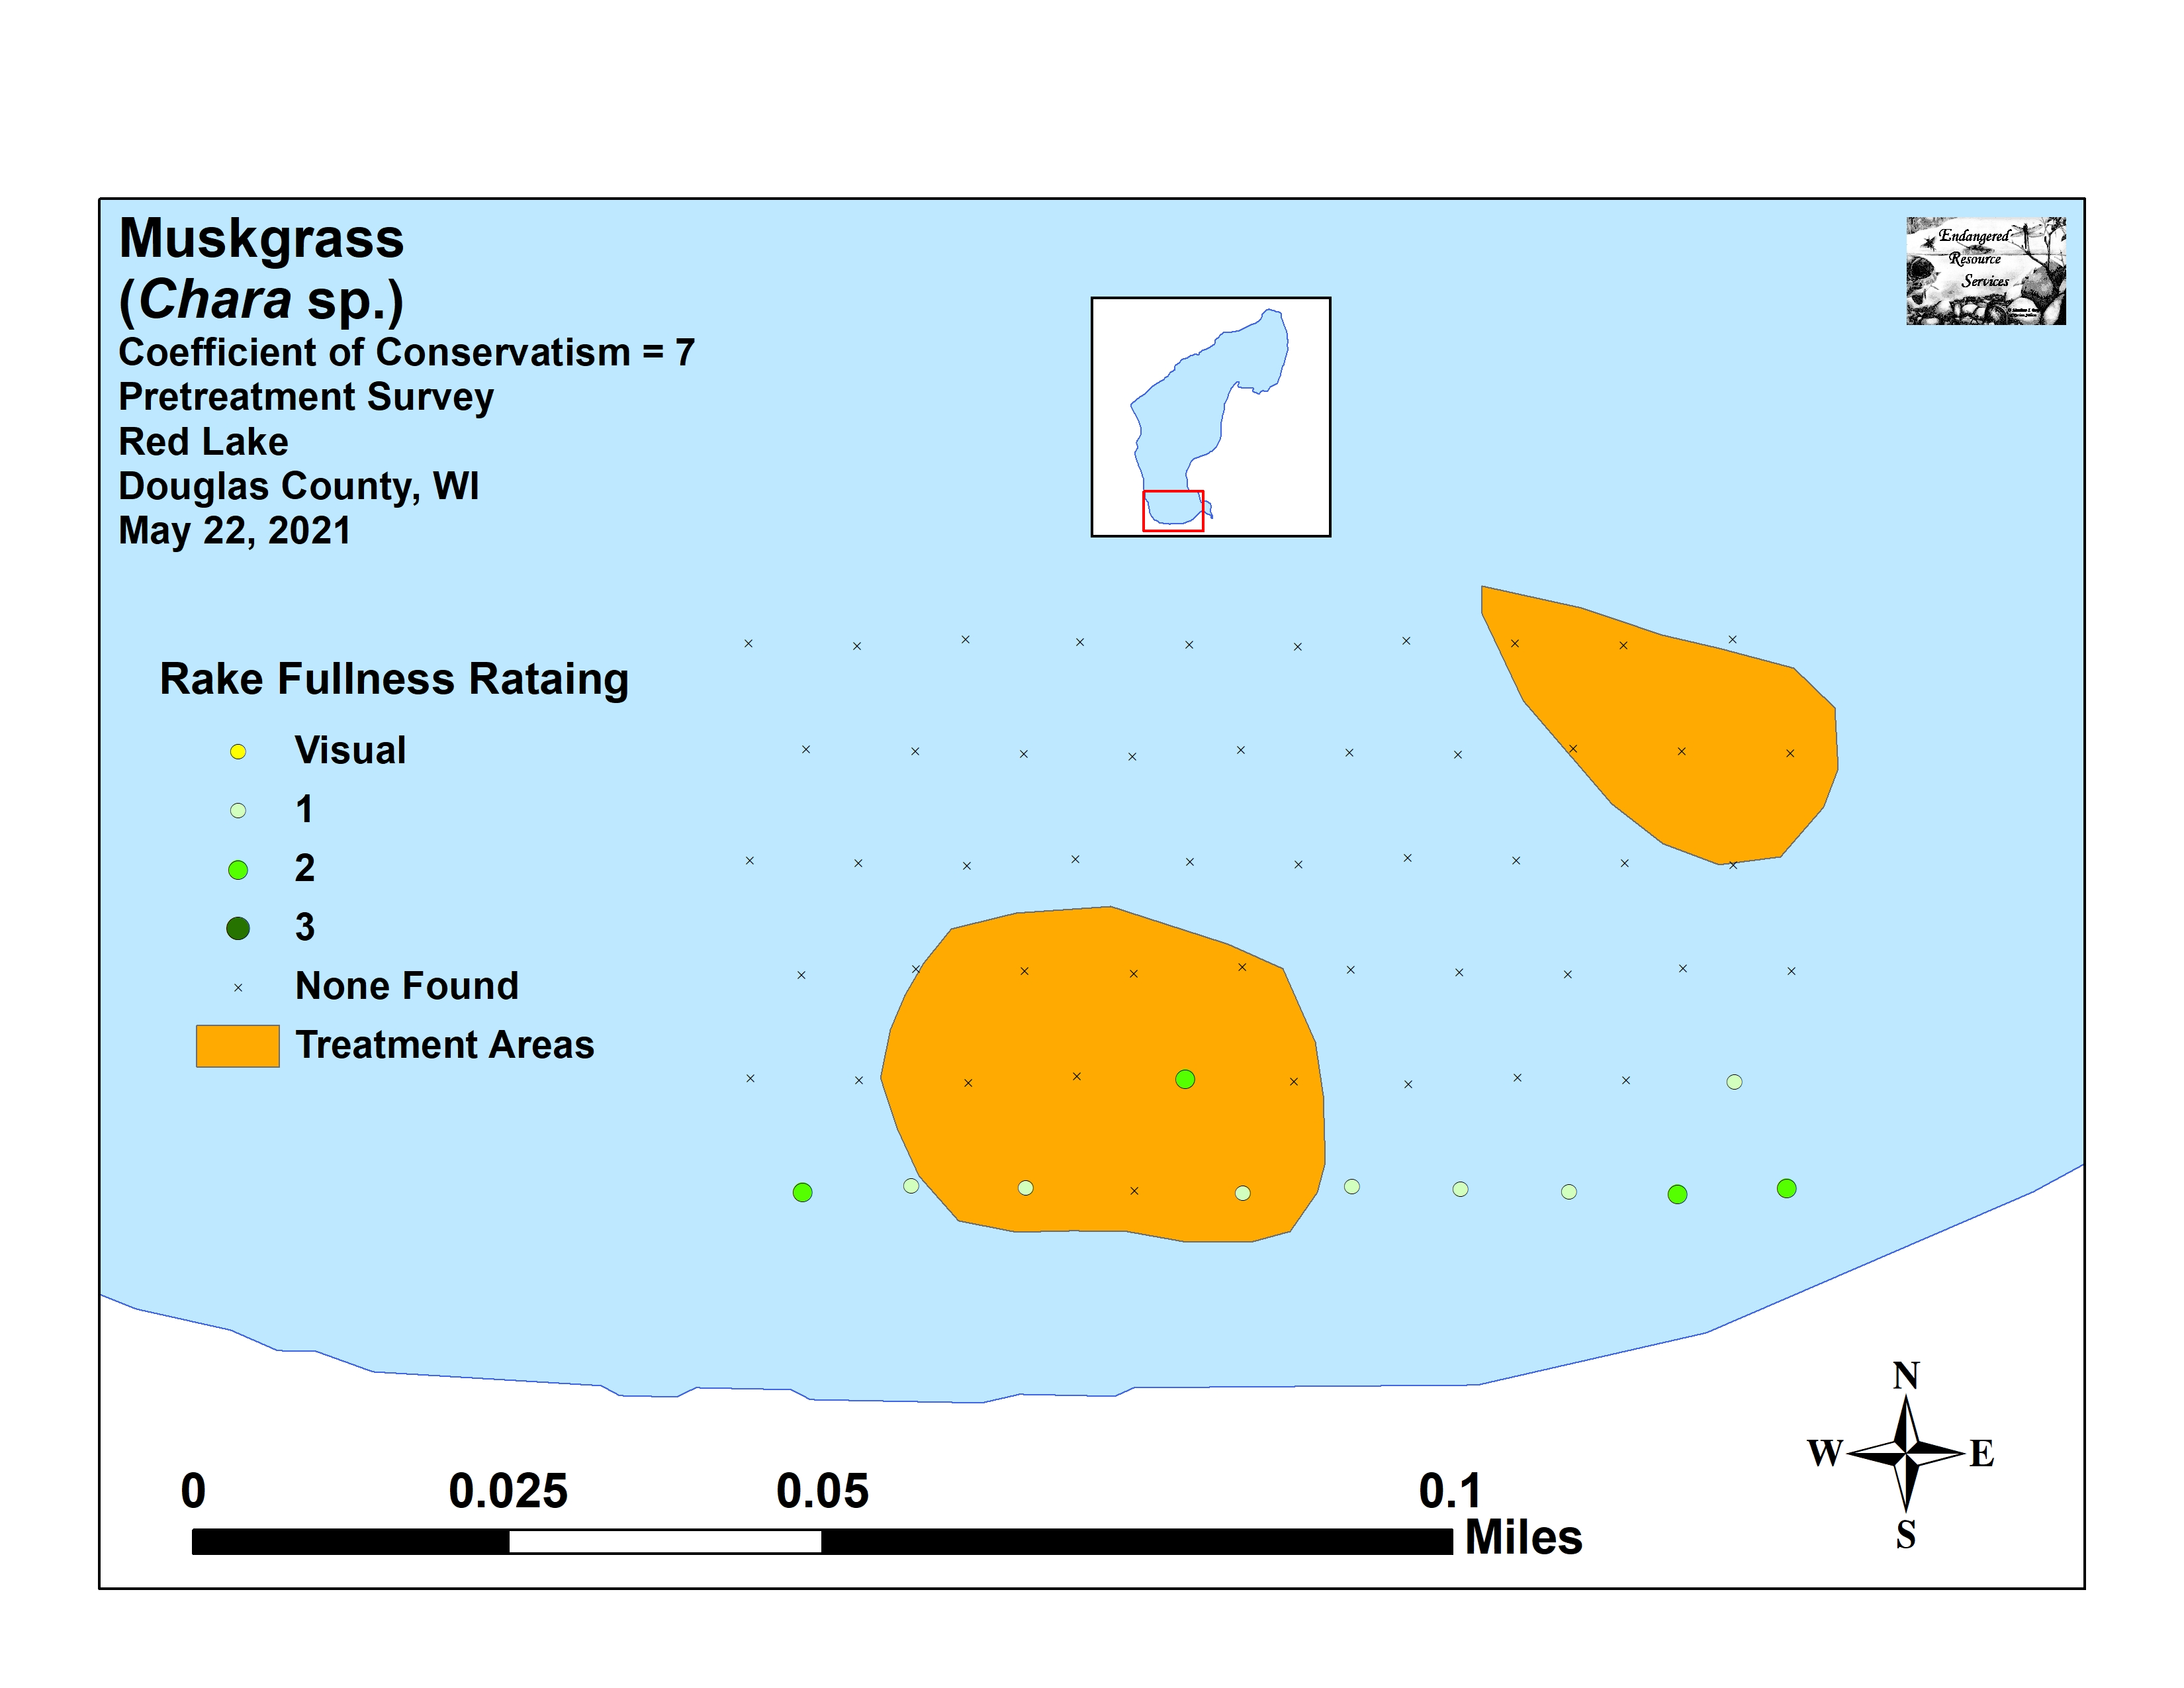 Muskgrass
(Chara sp.)
Coefficient of Conservatism = 7
Pretreatment Survey
Red Lake
Douglas County, WI
May 22, 2021
Endangered
Resource
Services
Rake Fullness Rataing
Visual
1
2
3
None Found
Treatment Areas
0 0.025 0.05 0.1
Miles
N
W E
S